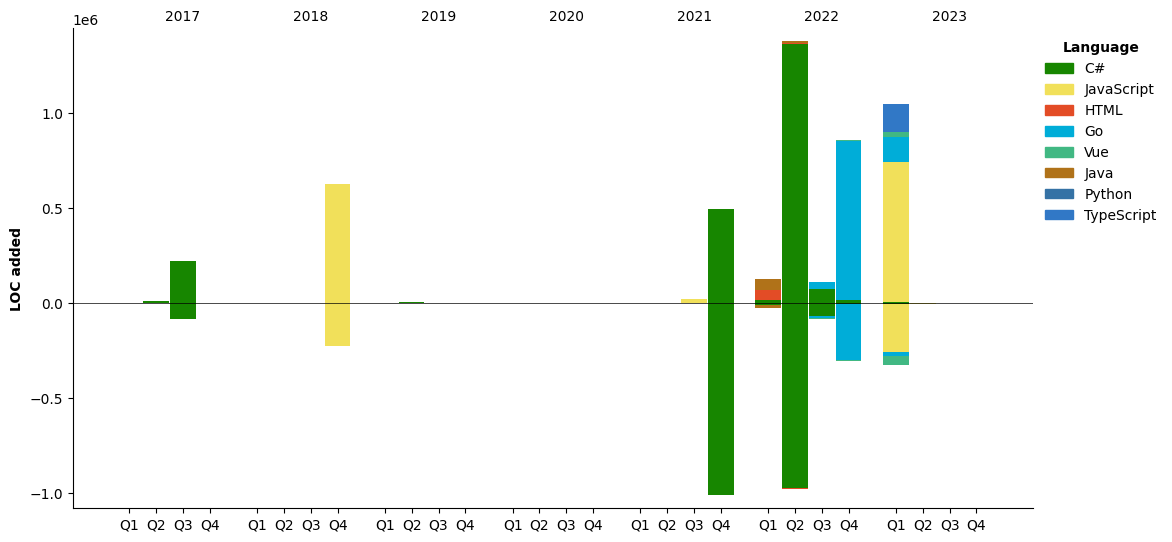 1e6
2017 2018 2019 2020 2021 2022 2023
LOC added
1.0
0.5
0.0
−0.5
−1.0
Q1 Q2 Q3 Q4 Q1 Q2 Q3 Q4 Q1 Q2 Q3 Q4 Q1 Q2 Q3 Q4 Q1 Q2 Q3 Q4 Q1 Q2 Q3 Q4 Q1 Q2 Q3 Q4
Language
C#
JavaScript
HTML
Go
Vue
Java
Python
TypeScript